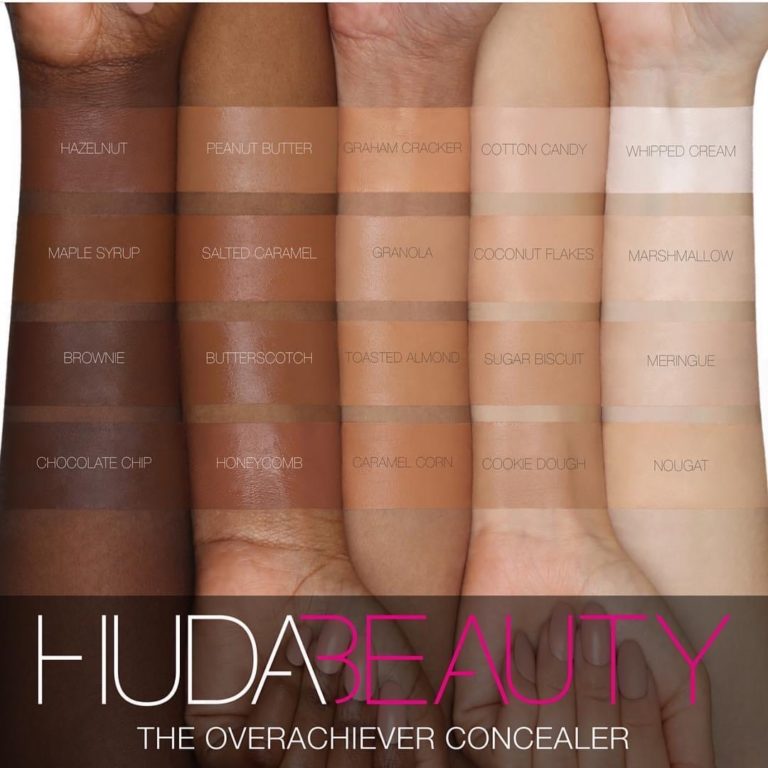 HAZELNUT PEANUT BUTTER GRAHAM CRACKER COTTON CANDY WHIPPED CREAM
MAPLE SYRUP SALTED CARAMEL GRANOLA COCONUT FLAKES MARSHMALLOW
BROWNIE BUTTERSCOTCH TOASTED ALMOND SUGAR BISCUIT MERINGUE
CHOCOLATE CHIP HONEYCOMB CARAMEL CORN. COOKIE DOUGH NOUGAT
HUDABEAUTY
THE OVERACHIEVER CONCEALER